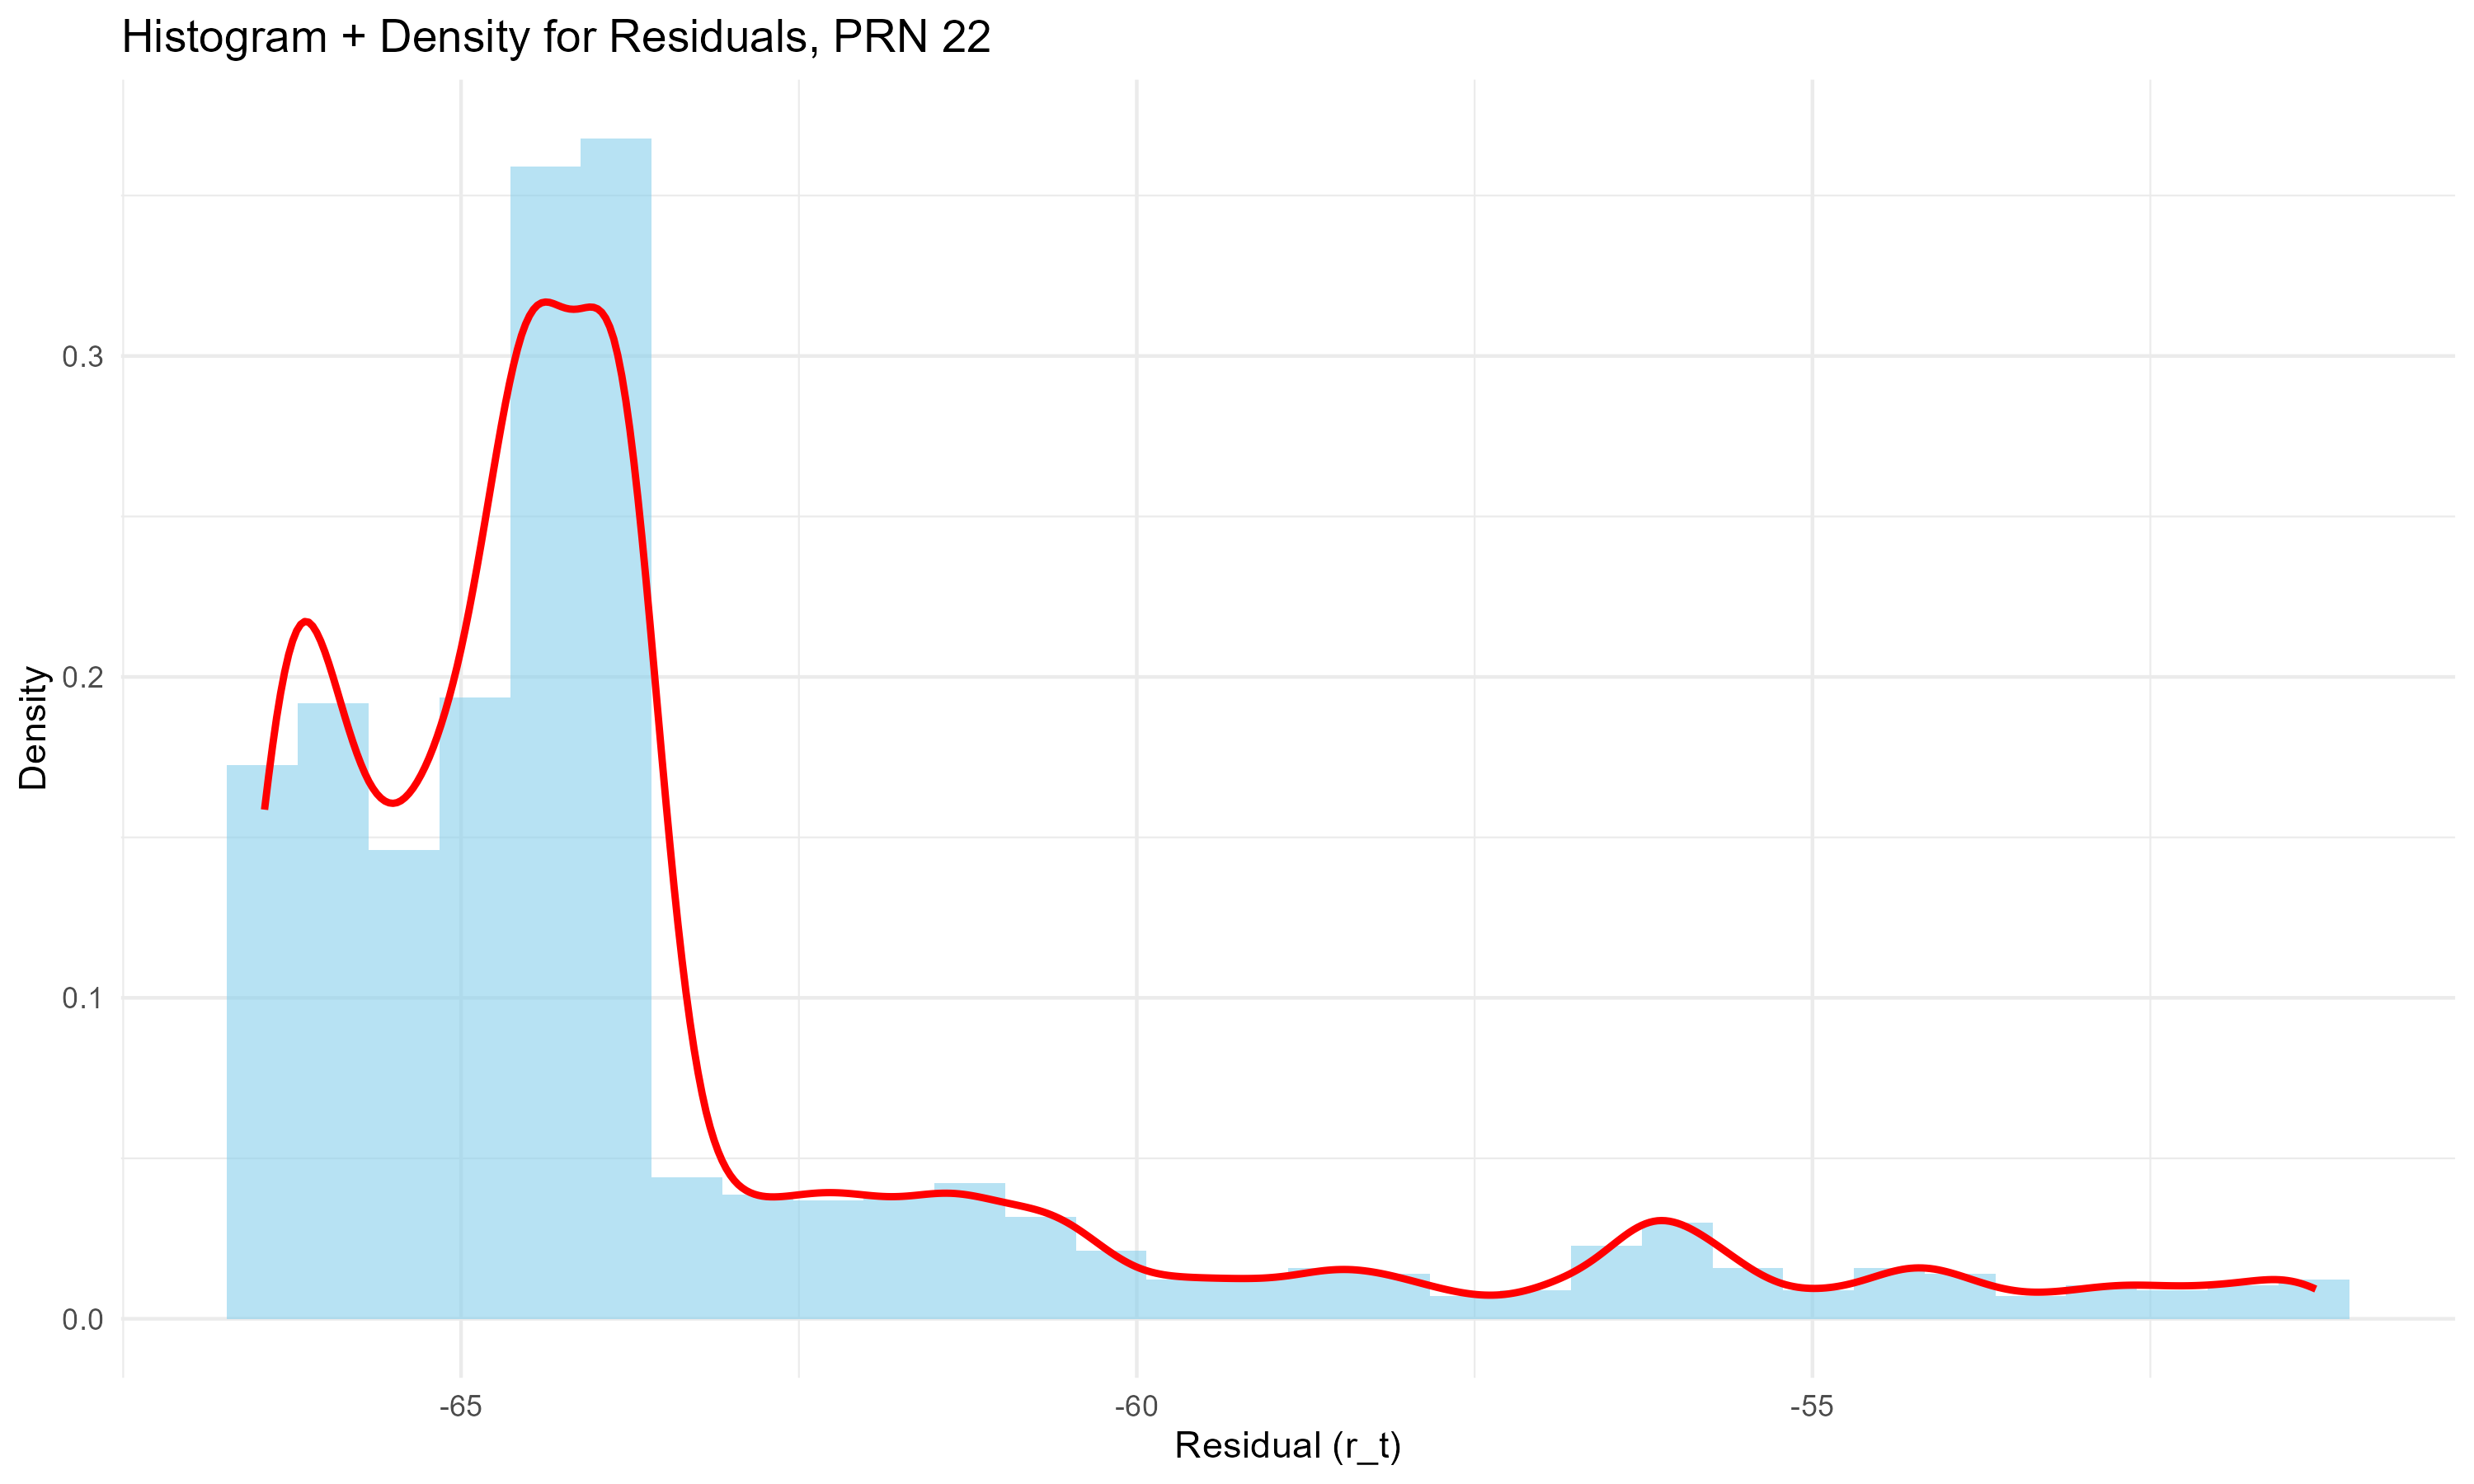 Histogram + Density for Residuals, PRN 22
Density
0.3
0.2
0.1
0.0
-65
-60
-55
Residual (r_t)